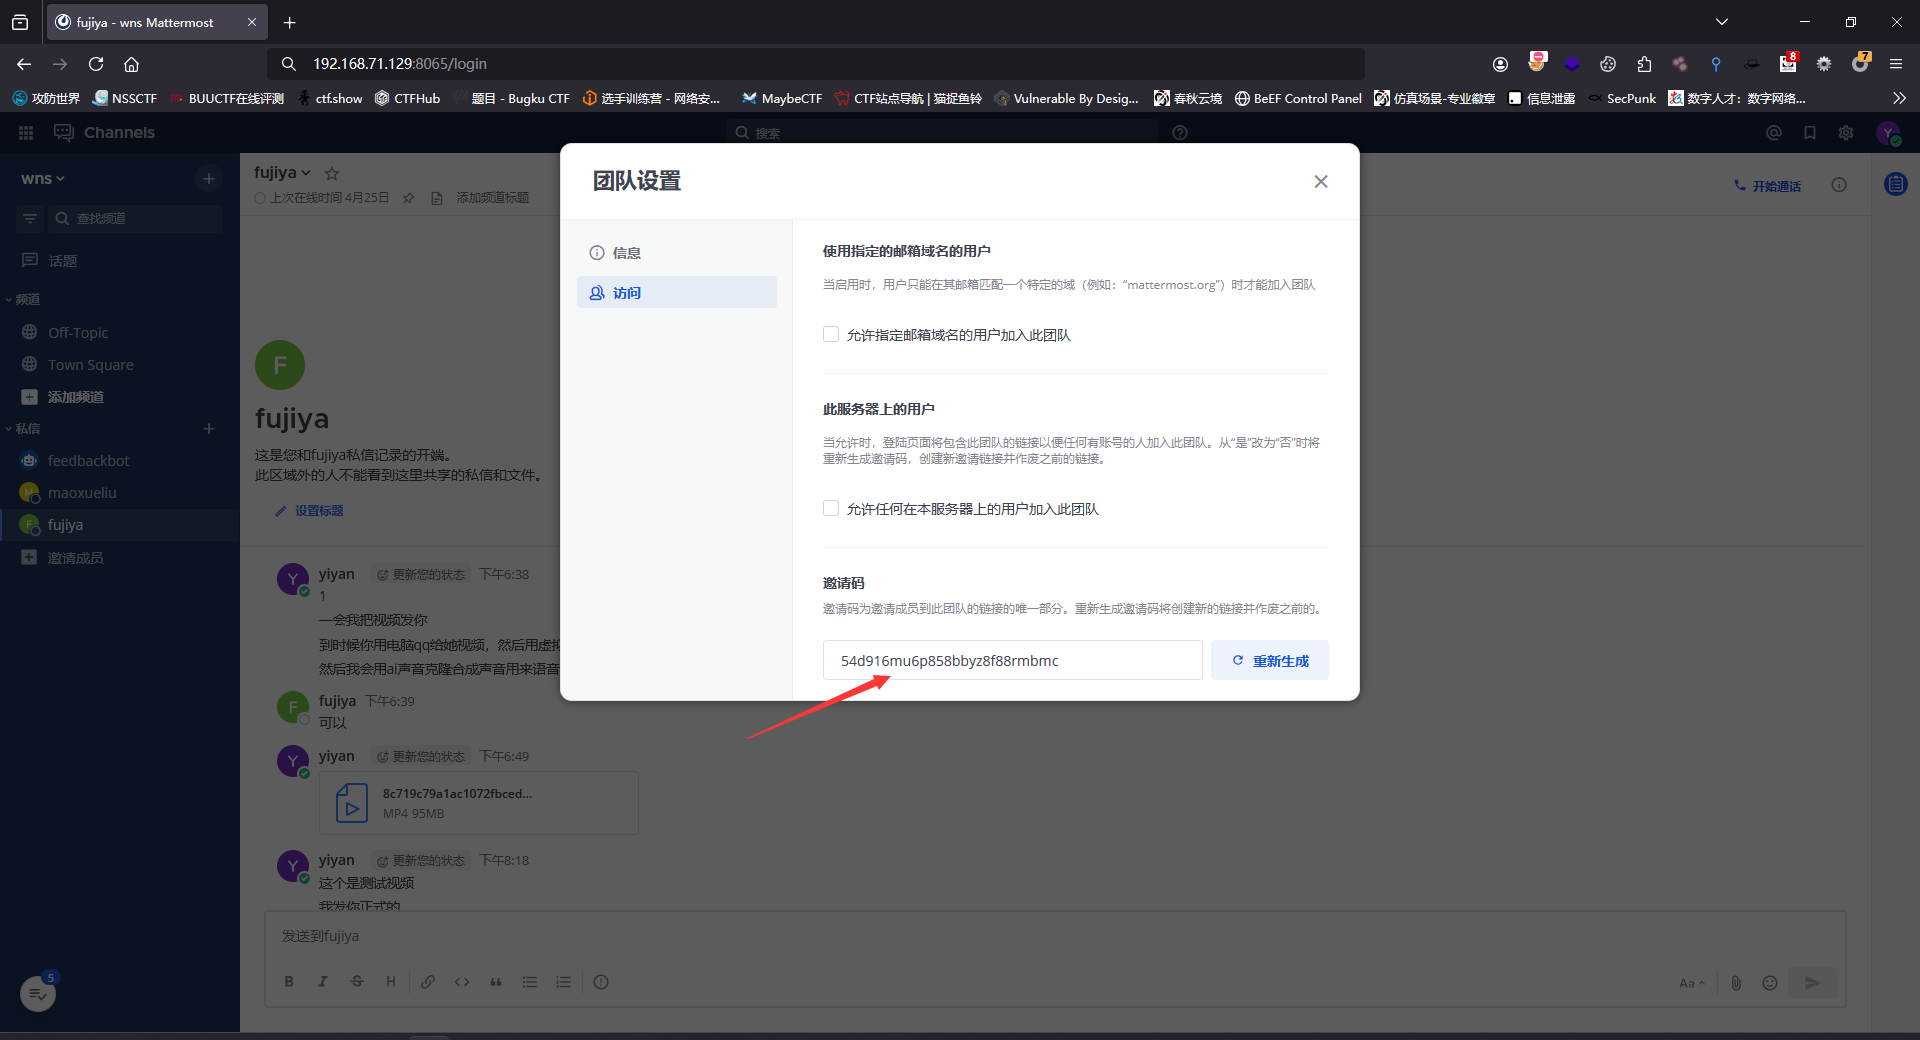 fujiya - wns Mattermost
192.168.71.129:8065/login
8
7
攻防世界
NSSCTF
BUUCTF在线评测
ctf.show
CTFHub
题目 - Bugku CTF
选手训练营 - 网络安...
MaybeCTF
CTF站点导航 | 猫捉鱼铃
Vulnerable By Desig...
春秋云境
BeEF Control Panel
仿真场景-专业徽章
信息泄露
SecPunk
数字人才：数字网络...
Channels
搜索
Y
wns
查找频道
话题
频道
Off-Topic
Town Square
添加频道
私信
feedbackbot
maoxueliu
fujiya
邀请成员
5
fujiya
上次在线时间 4月25日
添加频道标题
开始通话
F
fujiya
这是您和fujiya私信记录的开端。
此区域外的人不能看到这里共享的私信和文件。
设置标题
Y
yiyan 更新您的状态 下午6:38
1
一会我把视频发你
到时候你用电脑qq给她视频，然后用虚拟
然后我会用ai声音克隆合成声音用来语音
F
fujiya 下午6:39
可以
Y
yiyan 更新您的状态 下午6:49
8c719c79a1ac1072fbced...
MP4 95MB
Y
yiyan 更新您的状态 下午8:18
这个是测试视频
我发你正式的
发送到fujiya
B I S H
Aa
团队设置
信息
访问
使用指定的邮箱域名的用户
当启用时，用户只能在其邮箱匹配一个特定的域（例如：“mattermost.org”）时才能加入团队
允许指定邮箱域名的用户加入此团队
此服务器上的用户
当允许时，登陆页面将包含此团队的链接以便任何有账号的人加入此团队。从“是”改为“否”时将
重新生成邀请码，创建新邀请链接并作废之前的链接。
允许任何在本服务器上的用户加入此团队
邀请码
邀请码为邀请成员到此团队的链接的唯一部分。重新生成邀请码将创建新的链接并作废之前的。
54d916mu6p858bbyz8f88rmbmc
重新生成